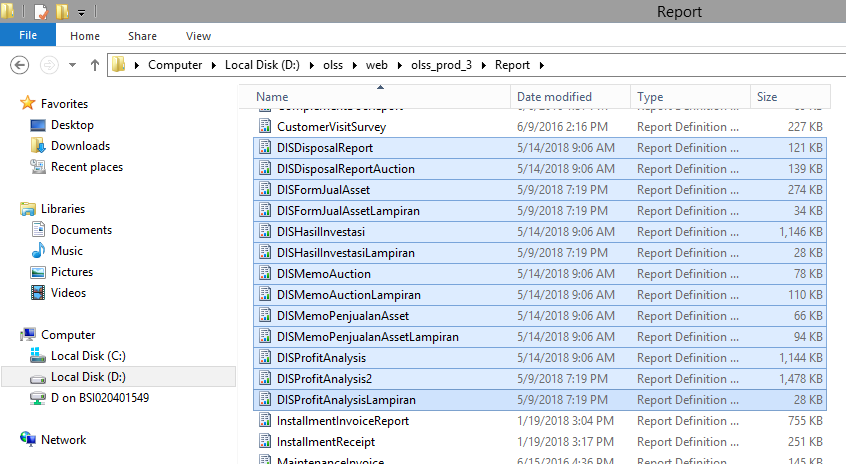 Report
File Home Share View
Computer Local Disk (D:) olss web olss_prod_3 Report
Name Date modified Type Size
Favorites
Desktop
Downloads
Recent places
Libraries
Documents
Music
Pictures
Videos
Computer
Local Disk (C:)
Local Disk (D:)
D on BSI020401549
Network
CustomerVisitSurvey 6/9/2016 2:16 PM Report Definition ... 227 KB
DISDisposalReport 5/14/2018 9:06 AM Report Definition ... 121 KB
DISDisposalReportAuction 5/14/2018 9:06 AM Report Definition ... 139 KB
DISFormJualAsset 5/9/2018 7:19 PM Report Definition ... 274 KB
DISFormJualAssetLampiran 5/9/2018 7:19 PM Report Definition ... 34 KB
DISHasilInvestasi 5/14/2018 9:06 AM Report Definition ... 1,146 KB
DISHasilInvestasiLampiran 5/9/2018 7:19 PM Report Definition ... 28 KB
DISMemoAuction 5/14/2018 9:06 AM Report Definition ... 78 KB
DISMemoAuctionLampiran 5/14/2018 9:06 AM Report Definition ... 110 KB
DISMemoPenjualanAsset 5/14/2018 9:06 AM Report Definition ... 66 KB
DISMemoPenjualanAssetLampiran 5/14/2018 9:06 AM Report Definition ... 94 KB
DISProfitAnalysis 5/14/2018 9:06 AM Report Definition ... 1,144 KB
DISProfitAnalysis2 5/9/2018 7:19 PM Report Definition ... 1,478 KB
DISProfitAnalysisLampiran 5/9/2018 7:19 PM Report Definition ... 28 KB
InstallmentInvoiceReport 1/19/2018 3:04 PM Report Definition ... 755 KB
InstallmentReceipt 1/19/2018 3:17 PM Report Definition ... 251 KB
MaintenanceInvoice 6/15/2016 4:36 PM Report Definition ... 145 KB